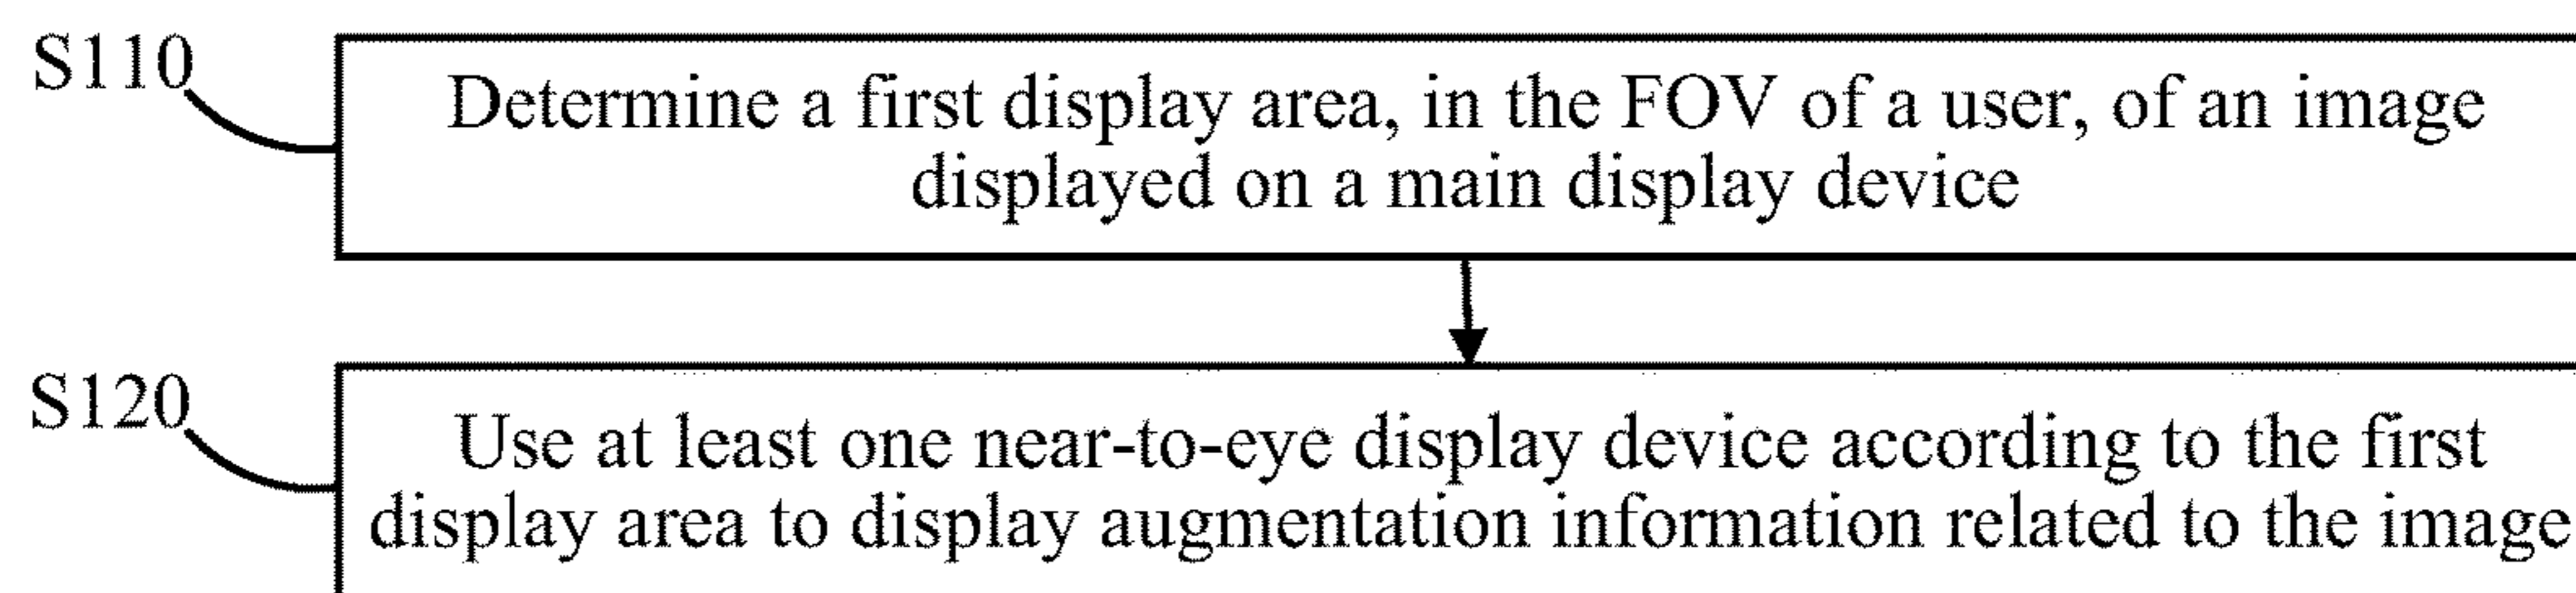 S110
Determine a first display area, in the FOV of a user, of an image
displayed on a main display device
S120
Use at least one near-to-eye display device according to the first
display area to display augmentation information related to the image